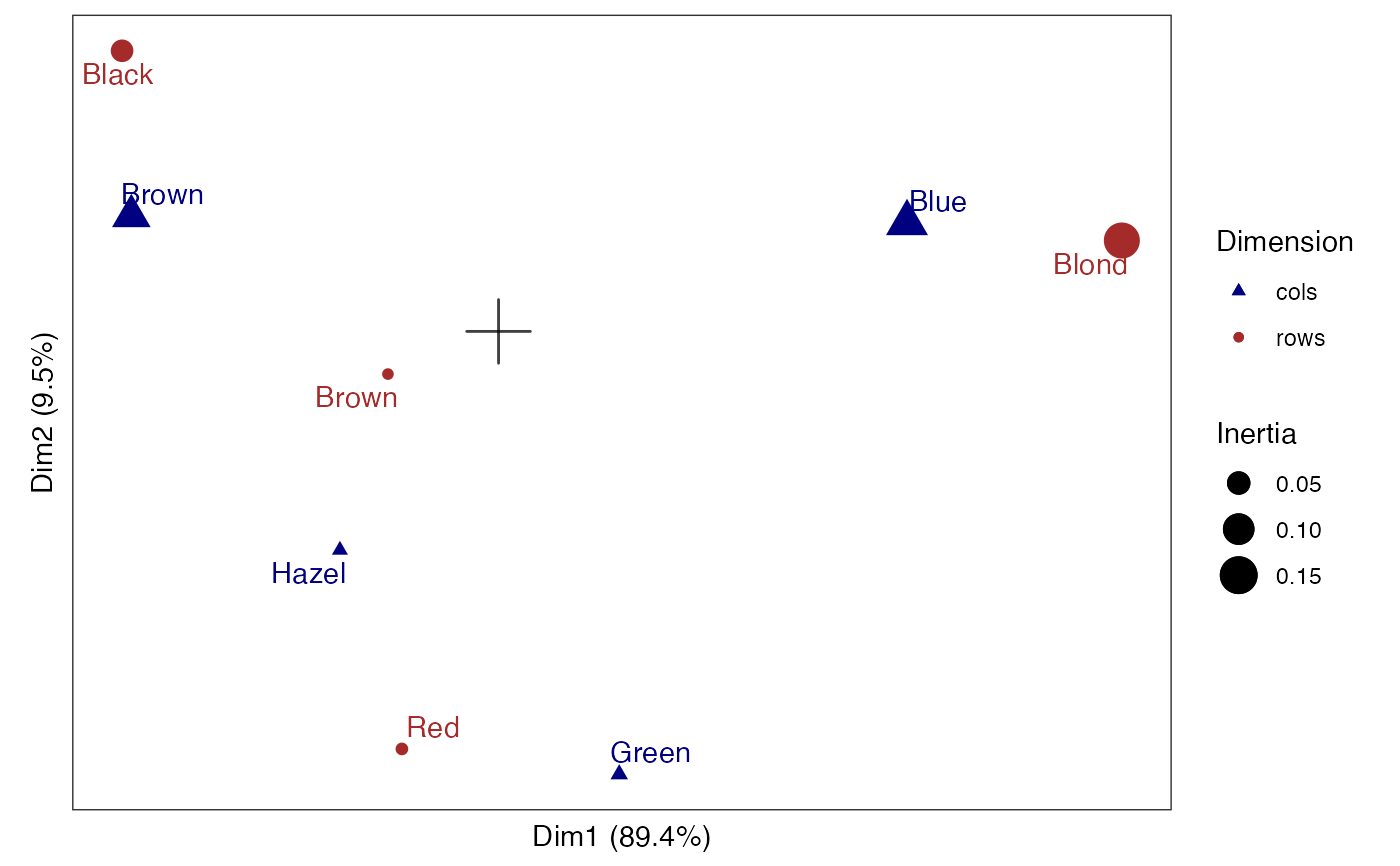 Black
Brown
Blue
Blond
Brown
Hazel
Red
Green
Dim1 (89.4%)
Dim2 (9.5%)
Dimension
cols
rows
Inertia
0.05
0.10
0.15